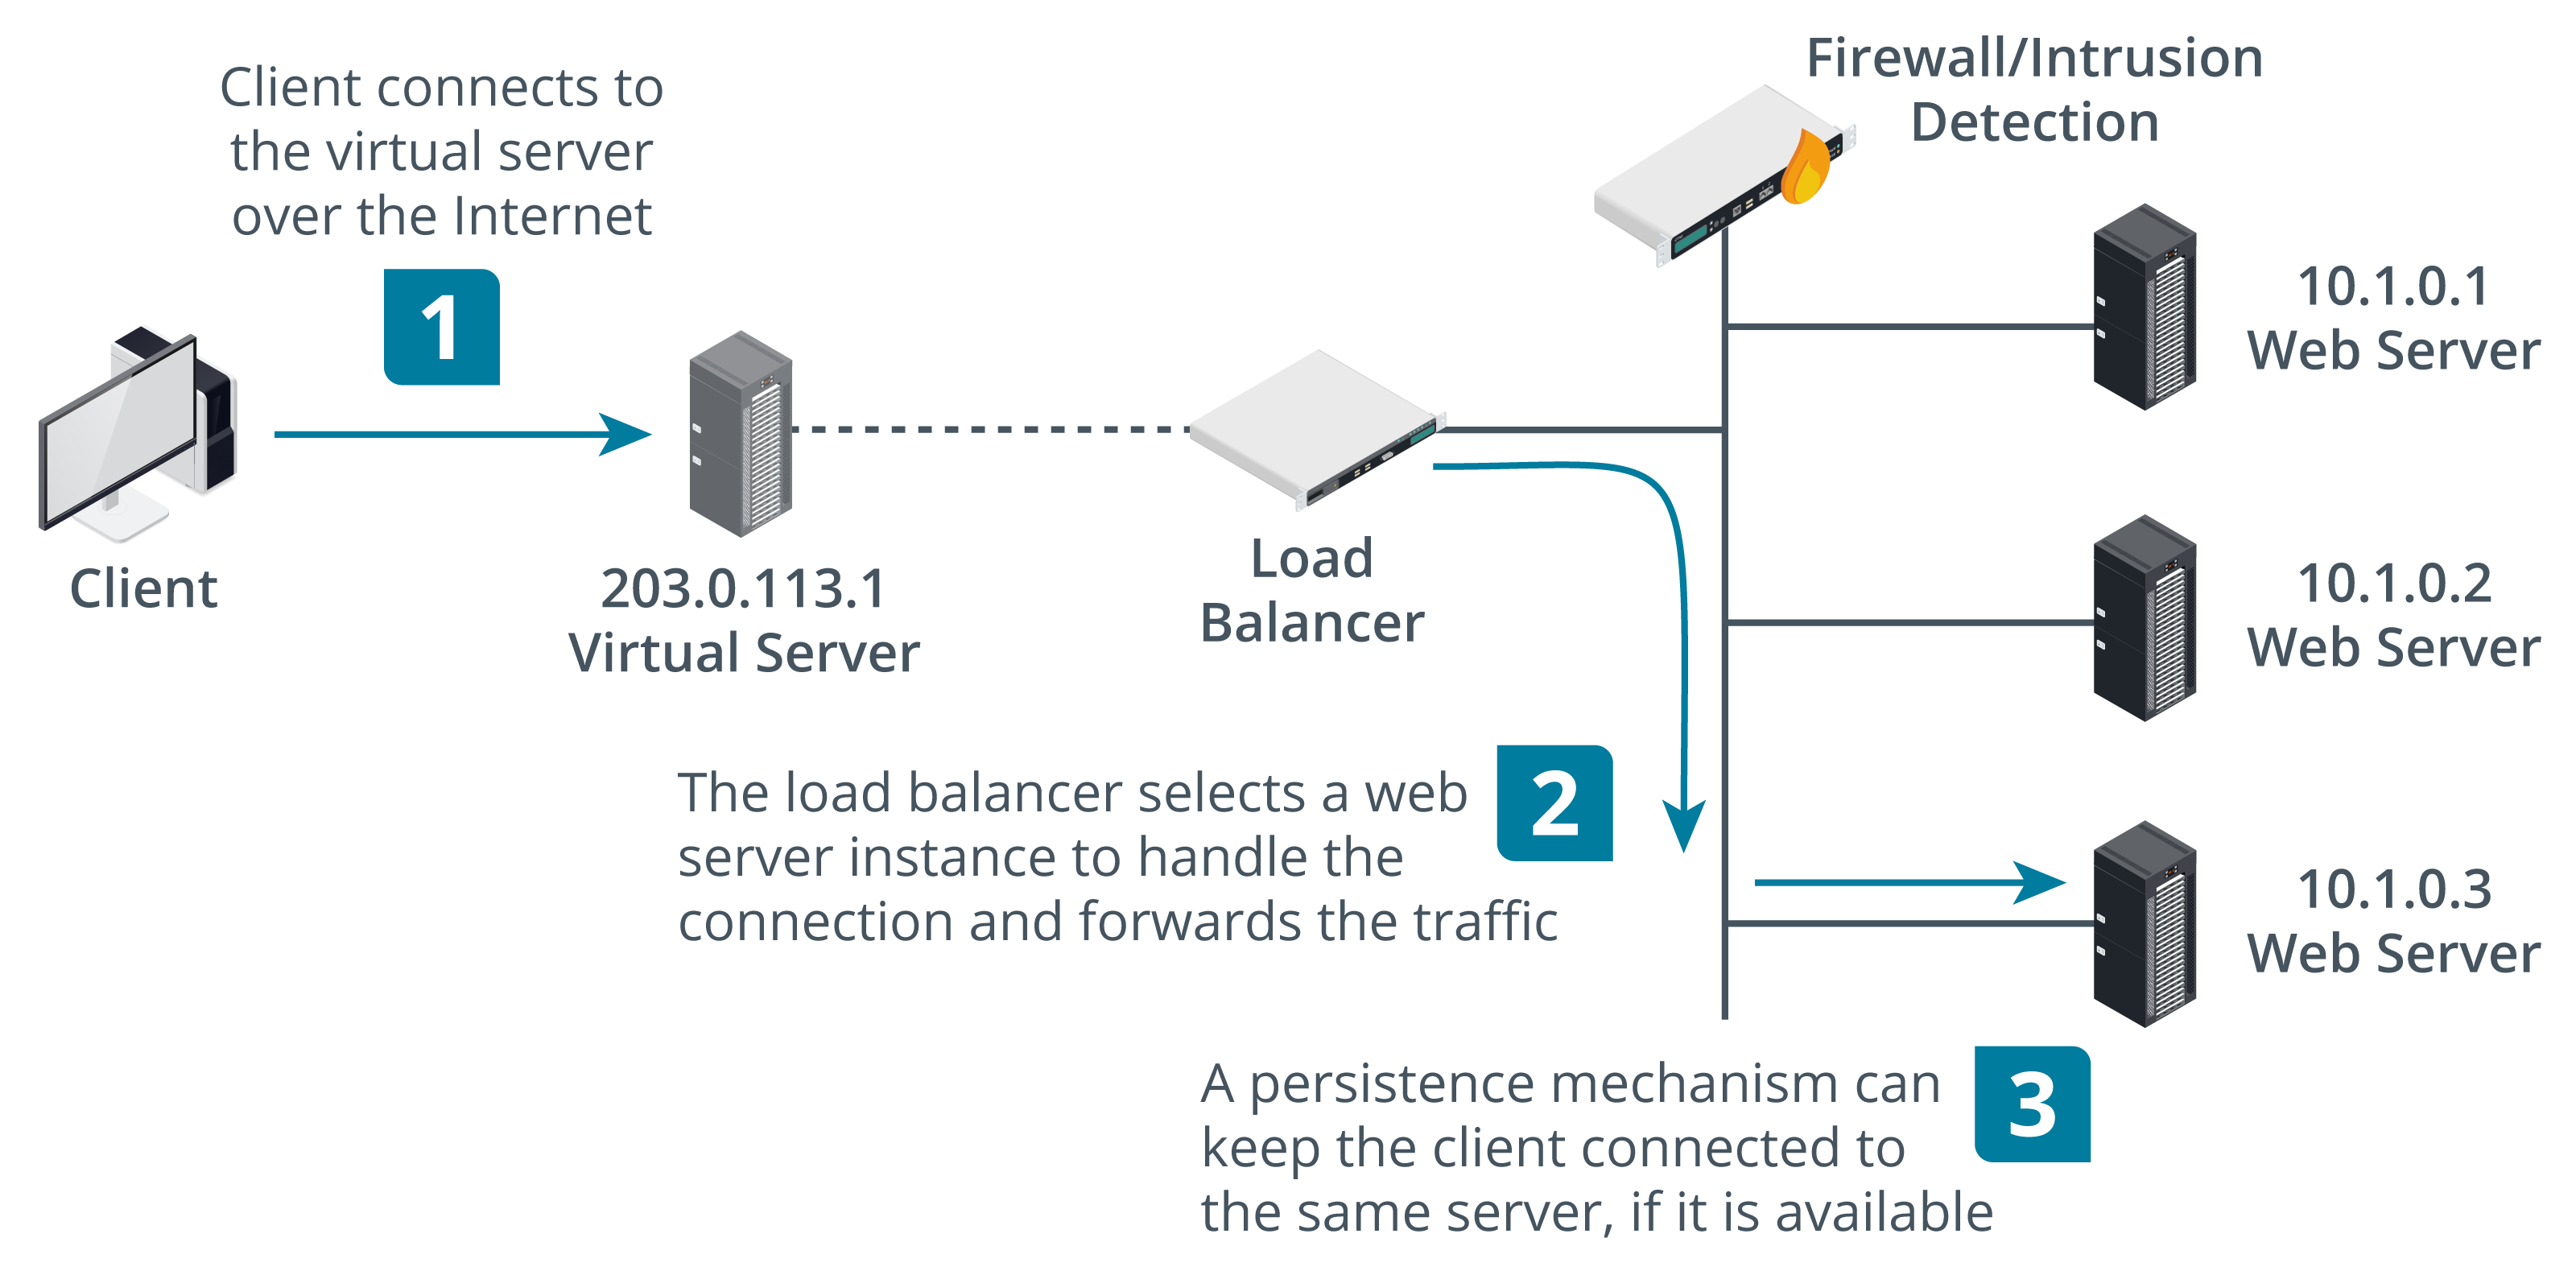 Client connects to
the virtual server
over the Internet
1
Client
203.0.113.1
Virtual Server
Load
Balancer
Firewall/Intrusion
Detection
10.1.0.1
Web Server
10.1.0.2
Web Server
10.1.0.3
Web Server
The load balancer selects a web
server instance to handle the
connection and forwards the traffic
2
A persistence mechanism can
keep the client connected to
the same server, if it is available
3